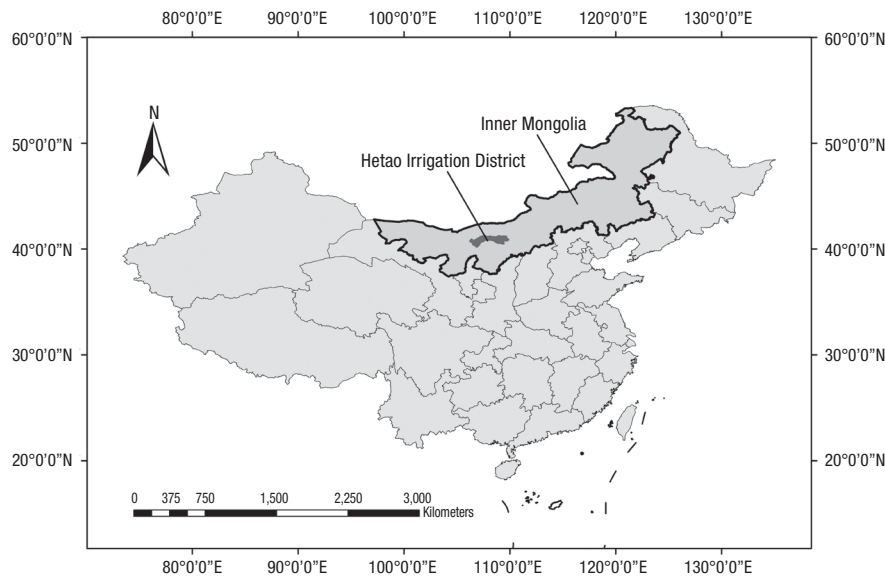 80°0'0"E 90°0'0"E 100°0'0"E 110°0'0"E 120°0'0"E 130°0'0"E
60°0'0"N 60°0'0"N
N
Inner Mongolia
50°0'0"N 50°0'0"N
Hetao Irrigation District
40°0'0"N 40°0'0"N
30°0'0"N 30°0'0"N
20°0'0"N 20°0'0"N
0 375 750 1,500 2,250 3,000
Kilometers
80°0'0"E 90°0'0"E 100°0'0"E 110°0'0"E 120°0'0"E 130°0'0"E